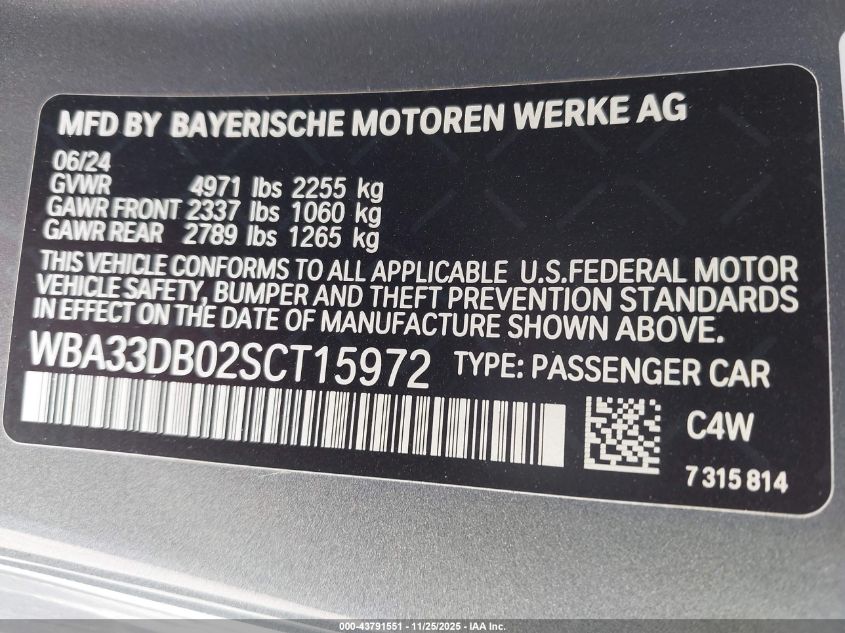 MFD BY BAYERISCHE MOTOREN WERKE AG
06/24
GVWR 4971 lbs 2255 kg
GAWR FRONT 2337 lbs 1060 kg
GAWR REAR 2789 lbs 1265 kg
THIS VEHICLE CONFORMS TO ALL APPLICABLE U.S.FEDERAL MOTOR
VEHICLE SAFETY, BUMPER AND THEFT PREVENTION STANDARDS
IN EFFECT ON THE DATE OF MANUFACTURE SHOWN ABOVE.
WBA33DB02SCT15972 TYPE: PASSENGER CAR
C4W
7 315 814
000-43791551 - 11/25/2025 - IAA Inc.